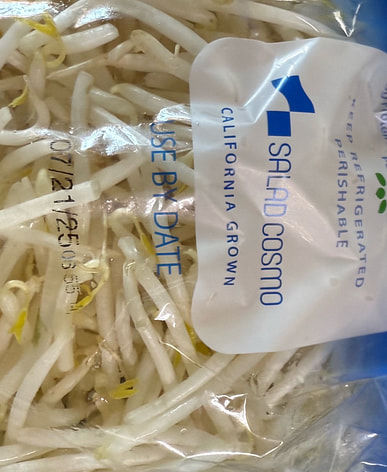 KEEP REFRIGERATED
PERISHABLE
SALAD COSMO
CALIFORNIA GROWN
USE BY DATE
07/21/25